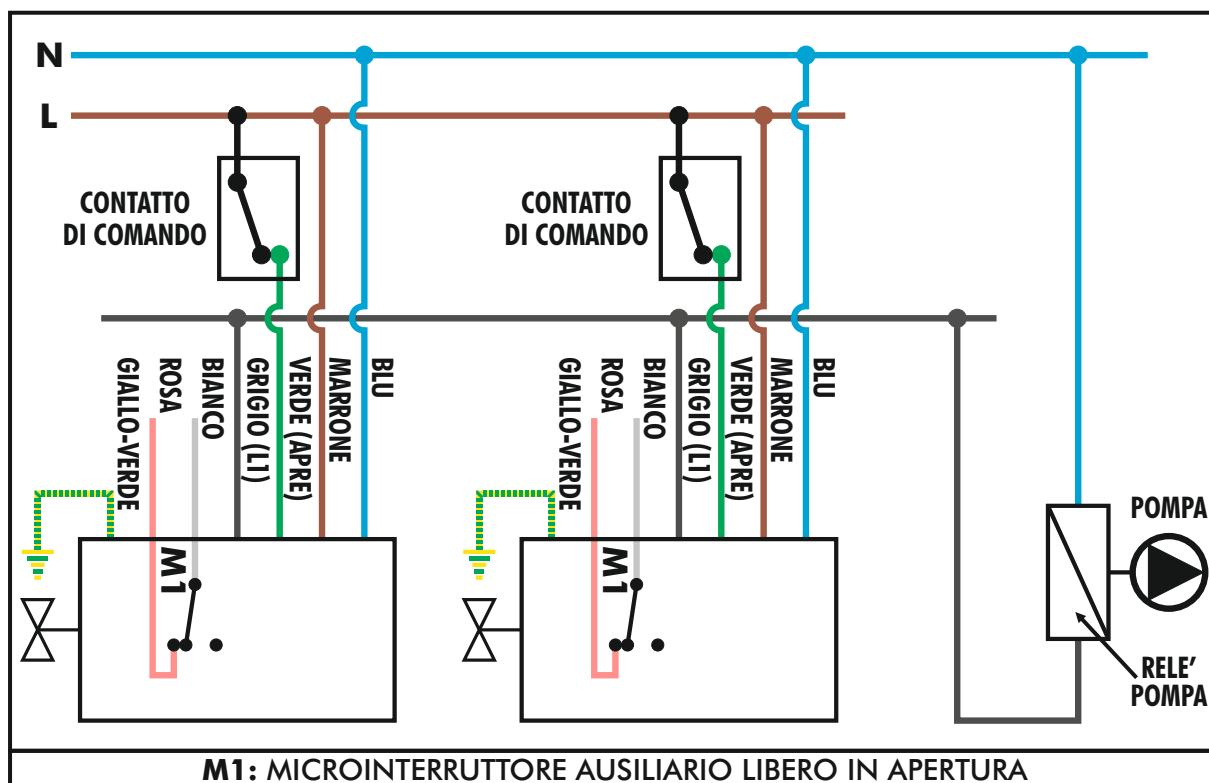 N
L
CONTATTO
DI COMANDO
CONTATTO
DI COMANDO
GIALLO-VERDE
ROSA
BIANCO
GRIGIO (L1)
VERDE (APRE)
MARRONE
BLU
GIALLO-VERDE
ROSA
BIANCO
GRIGIO (L1)
VERDE (APRE)
MARRONE
BLU
M1
M1
POMPA
RELE'
POMPA
M1: MICROINTERRUTTORE AUSILIARIO LIBERO IN APERTURA